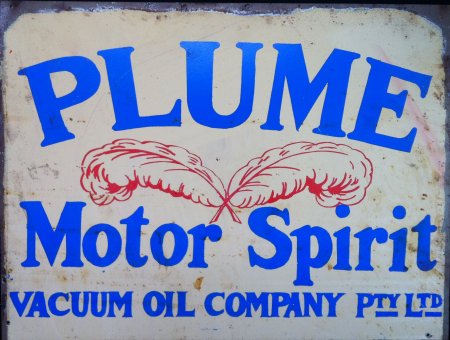 PLUME
Motor Spirit
VACUUM OIL COMPANY PTY LTD